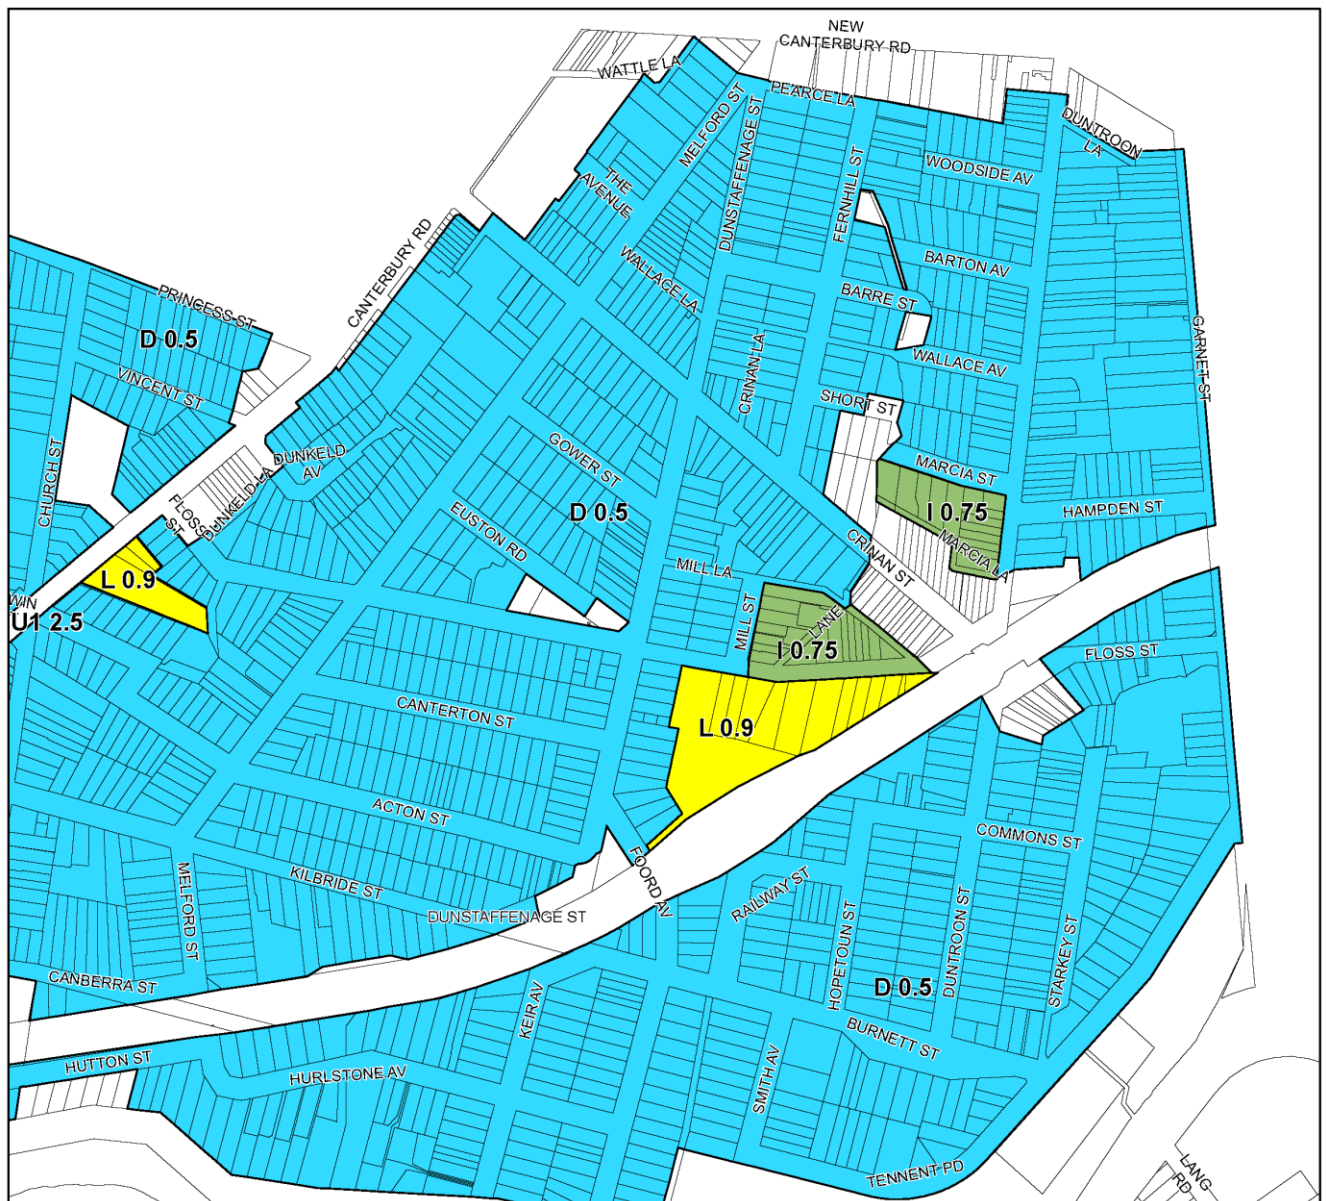 NEW
CANTERBURY RD
WATTLE LA
PEARCE LA
MELFORD ST
DUNSTAFFENAGE ST
DUNTROON
LA
FERNHILL ST
WOODSIDE AV
THE
AVENUE
CANTERBURY RD
WALLACE LA
BARTON AV
BARRE ST
PRINCESS ST
D 0.5
GARNET ST
CRINAN LA
WALLACE AV
VINCENT ST
SHORT ST
CHURCH ST
DUNKELD
AV
GOWER ST
MARCIA ST
FLOSS
ST
DUNKELD LA
EUSTON RD
D 0.5
I 0.75
HAMPDEN ST
MARCIA LA
CRINAN ST
L 0.9
MILL LA
WIN
U1 2.5
MILL ST
LANE
I 0.75
FLOSS ST
CANTERTON ST
L 0.9
ACTON ST
COMMONS ST
KILBRIDE ST
FOORD AV
RAILWAY ST
MELFORD ST
DUNSTAFFENAGE ST
HOPETOUN ST
DUNTROON ST
STARKEY ST
CANBERRA ST
D 0.5
KEIR AV
BURNETT ST
HUTTON ST
HURLSTONE AV
SMITH AV
TENNENT PD
LANG
RD